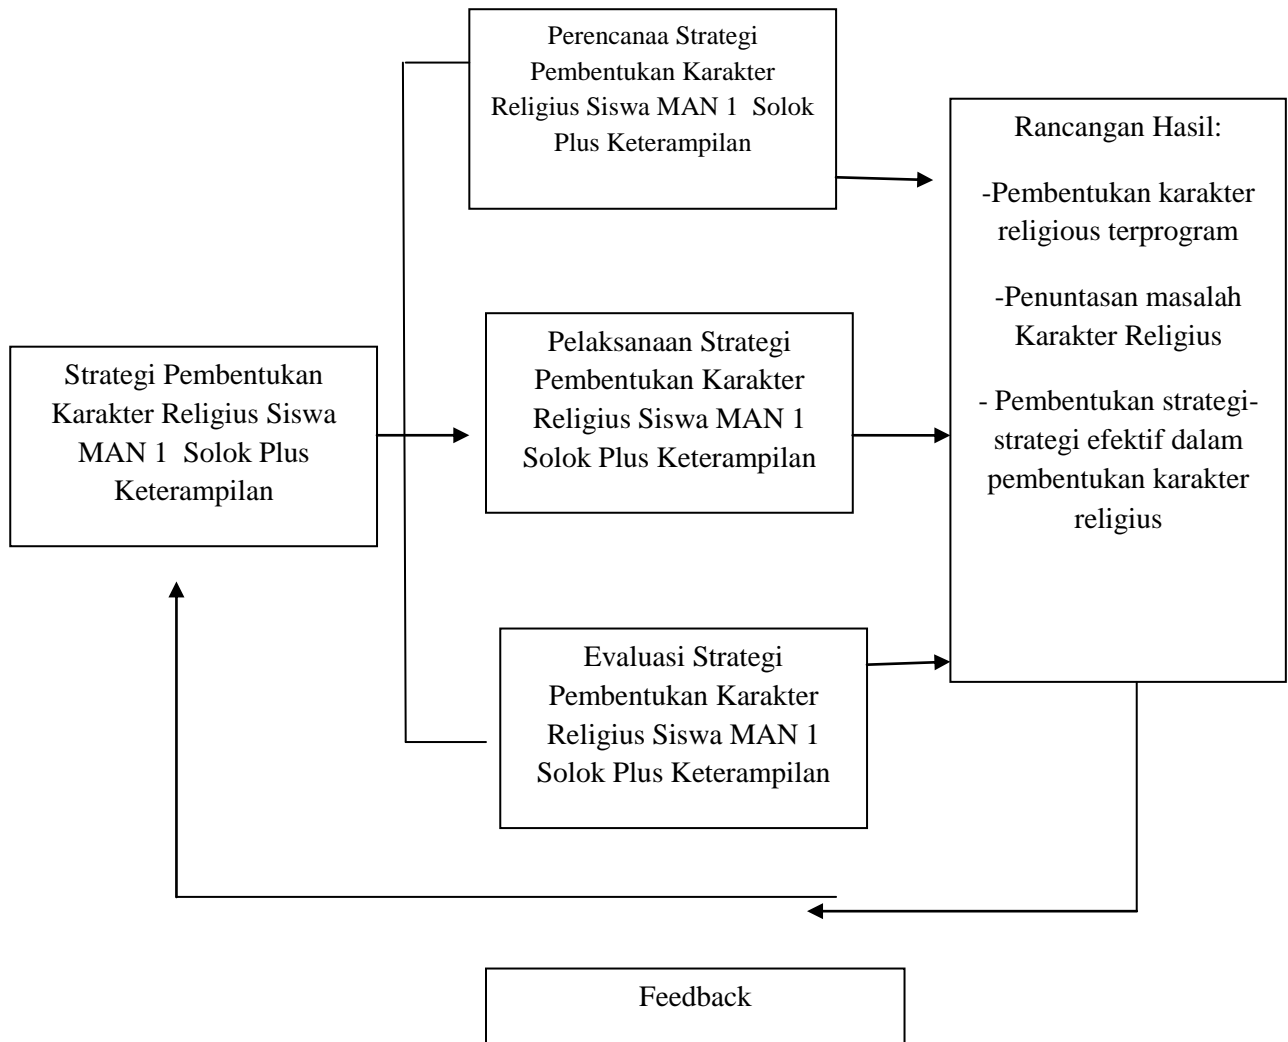 Perencanaa Strategi
Pembentukan Karakter
Religius Siswa MAN 1  Solok
Plus Keterampilan
Rancangan Hasil:
-Pembentukan karakter
religious terprogram
-Penuntasan masalah
Karakter Religius
- Pembentukan strategi-
strategi efektif dalam
pembentukan karakter
religius
Strategi Pembentukan
Karakter Religius Siswa
MAN 1  Solok Plus
Keterampilan
Pelaksanaan Strategi
Pembentukan Karakter
Religius Siswa MAN 1
Solok Plus Keterampilan
Evaluasi Strategi
Pembentukan Karakter
Religius Siswa MAN 1
Solok Plus Keterampilan
Feedback